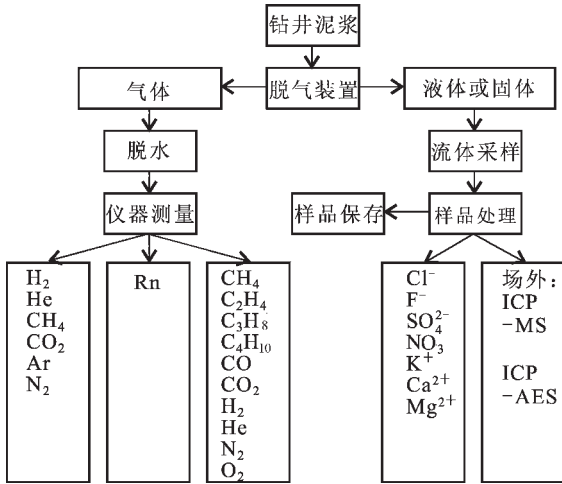 钻井泥浆
气体
脱气装置
液体或固体
脱水
流体采样
仪器测量
样品保存
样品处理
H₂
He
CH₄
CO₂
Ar
N₂
Rn
CH₄
C₂H₄
C₃H₈
C₄H₁₀
CO
CO₂
H₂
He
N₂
O₂
Cl⁻
F⁻
SO₄²⁻
NO₃
K⁺
Ca²⁺
Mg²⁺
场外：
ICP
-MS
ICP
-AES